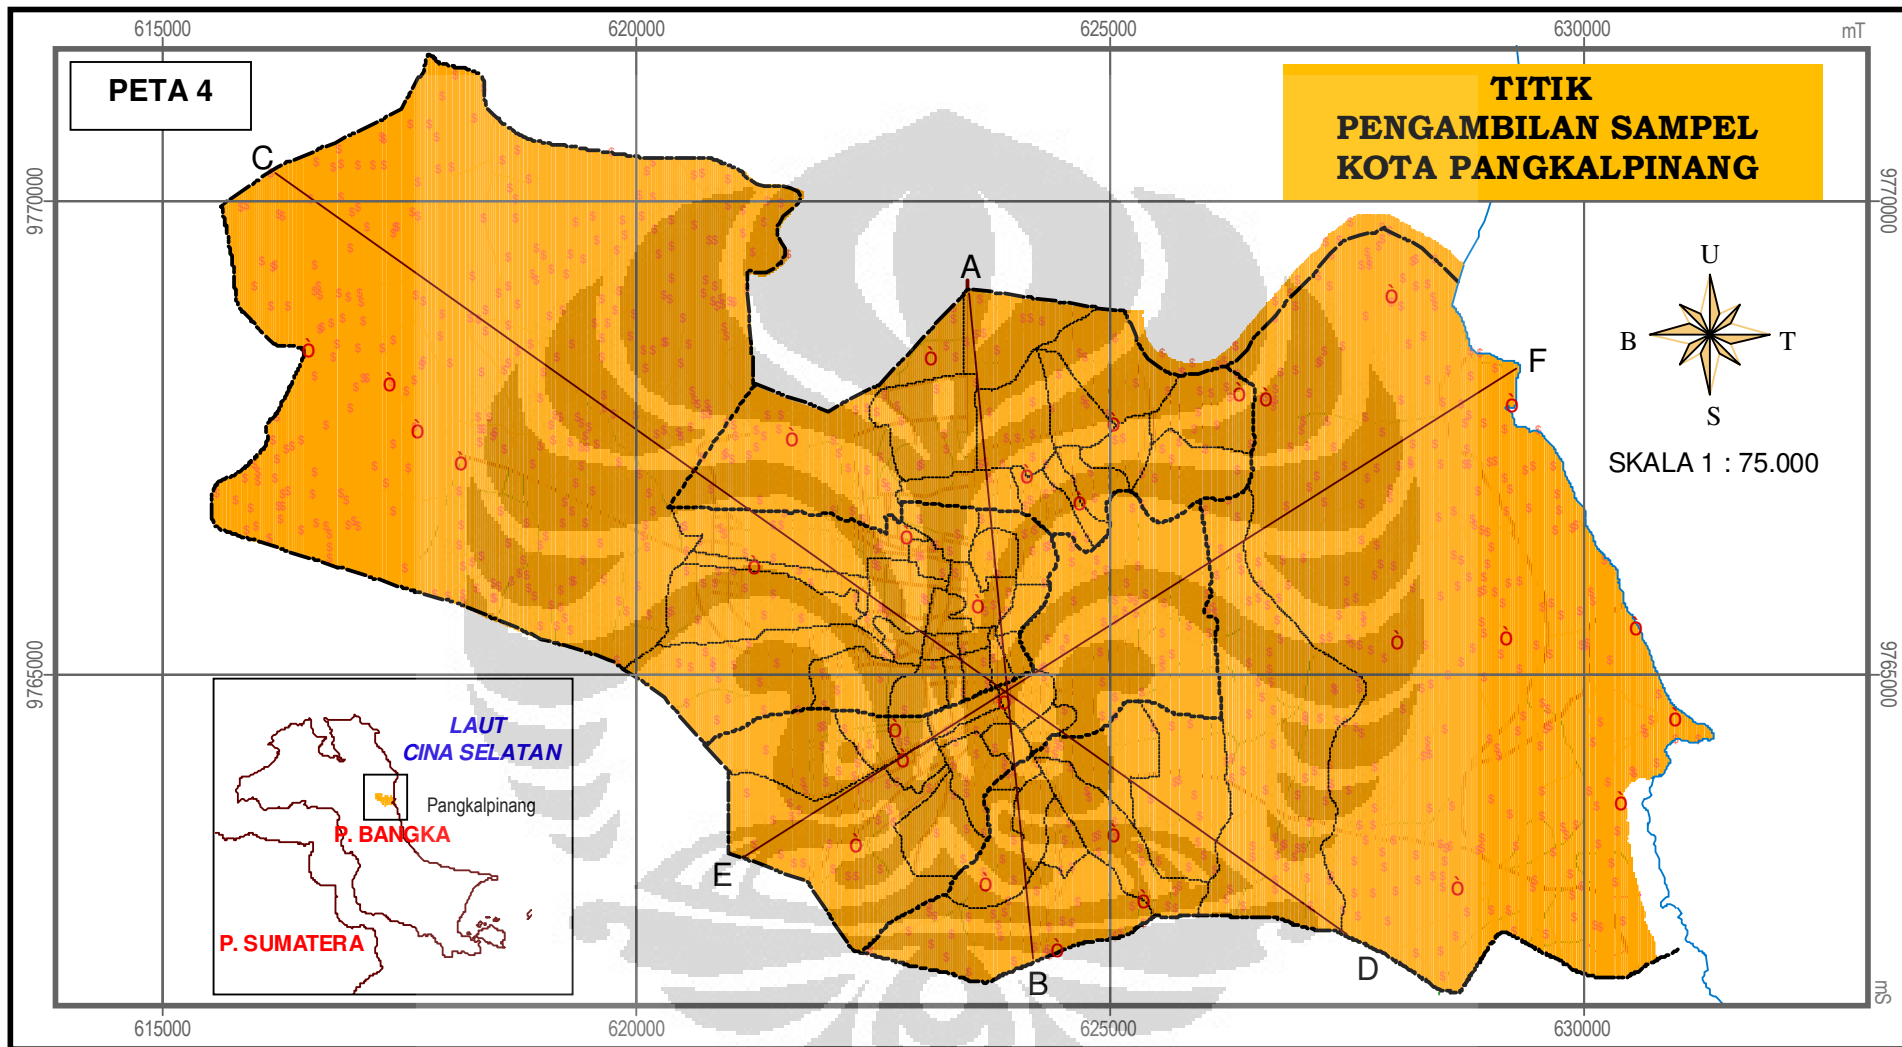 615000
620000
625000
630000
mT
PETA 4
TITIK
PENGAMBILAN SAMPEL
KOTA PANGKALPINANG
9770000
9770000
C
A
U
B
T
S
F
SKALA 1 : 75.000
9765000
9765000
LAUT
CINA SELATAN
Pangkalpinang
P. BANGKA
P. SUMATERA
E
B
D
mS
615000
620000
625000
630000